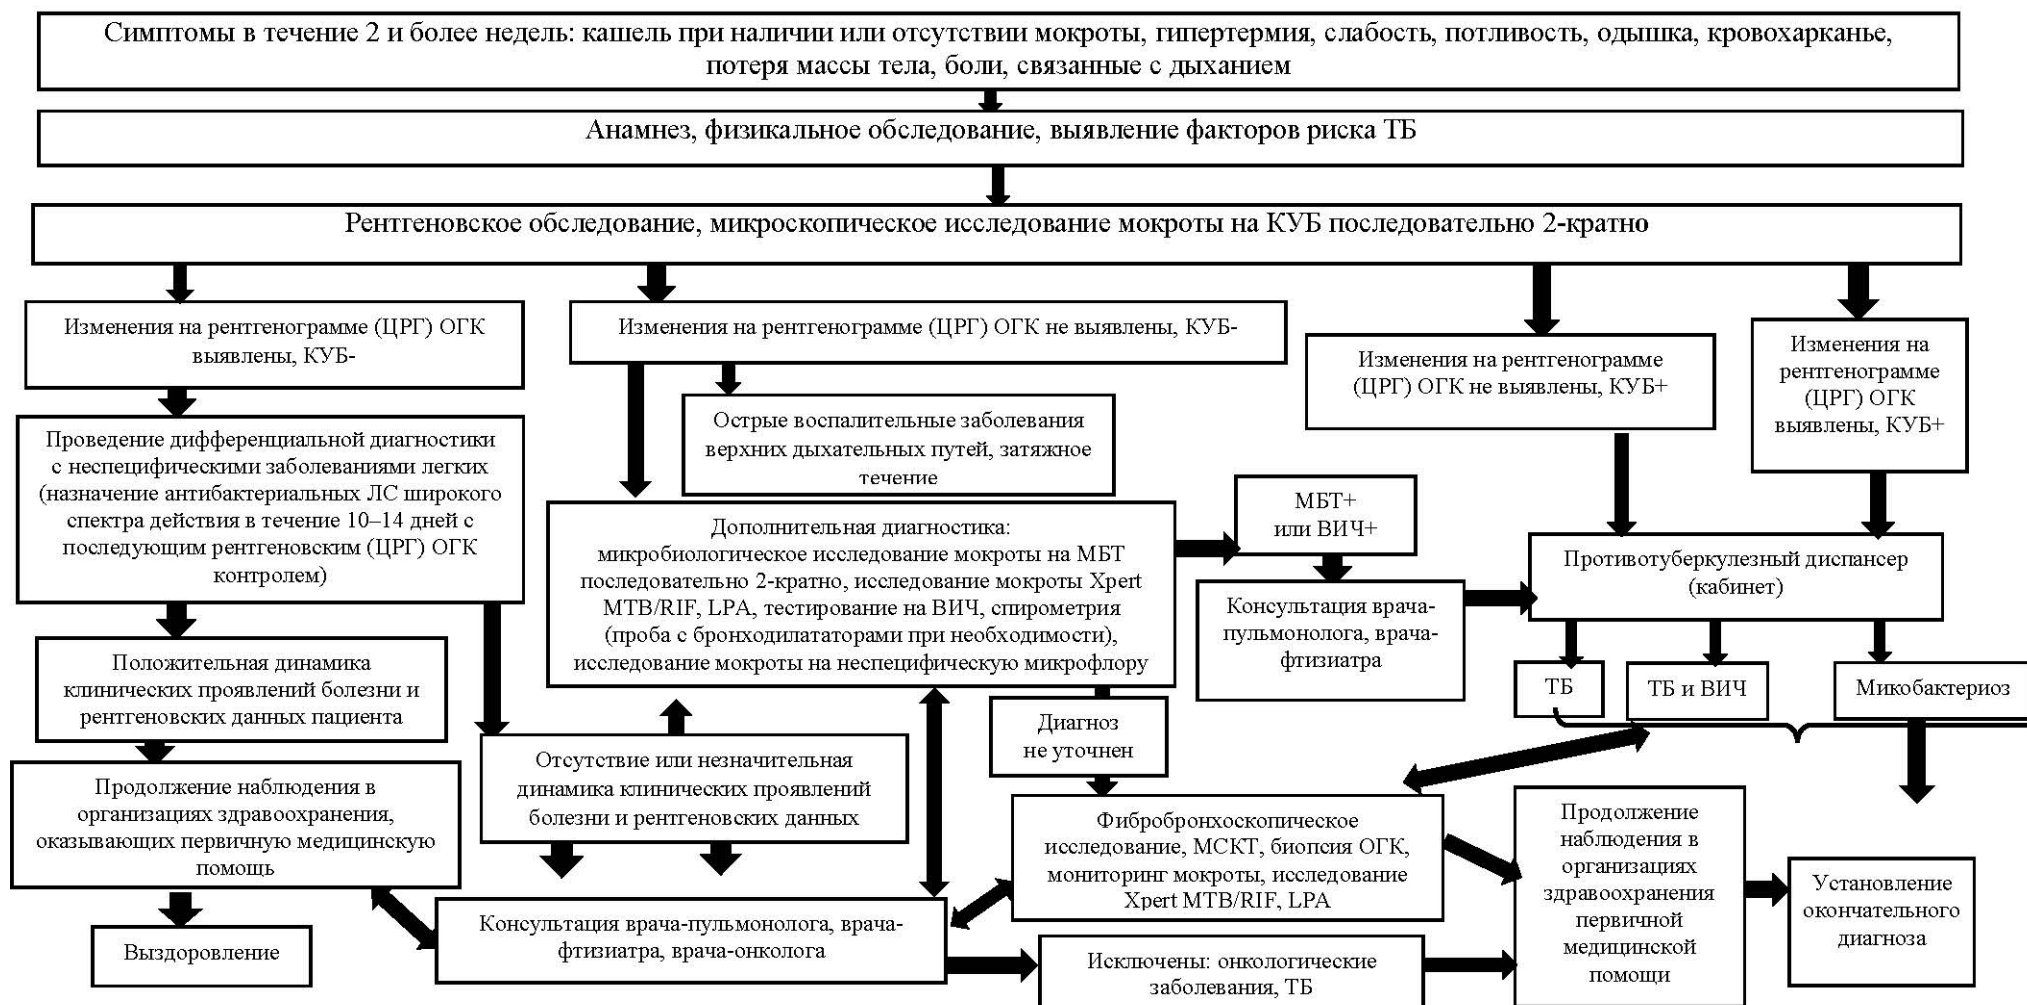 Симптомы в течение 2 и более недель: кашель при наличии или отсутствии мокроты, гипертермия, слабость, потливость, одышка, кровохарканье,
потеря массы тела, боли, связанные с дыханием
Анамнез, физикальное обследование, выявление факторов риска ТБ
Рентгеновское обследование, микроскопическое исследование мокроты на КУБ последовательно 2-кратно
Изменения на рентгенограмме (ЦРГ) ОГК
выявлены, КУБ-
Изменения на рентгенограмме (ЦРГ) ОГК не выявлены, КУБ-
Изменения на рентгенограмме
(ЦРГ) ОГК не выявлены, КУБ+
Изменения на
рентгенограмме
(ЦРГ) ОГК
выявлены, КУБ+
Проведение дифференциальной диагностики
с неспецифическими заболеваниями легких
(назначение антибактериальных ЛС широкого
спектра действия в течение 10–14 дней с
последующим рентгеновским (ЦРГ) ОГК
контролем)
Острые воспалительные заболевания
верхних дыхательных путей, затяжное
течение
Дополнительная диагностика:
микробиологическое исследование мокроты на МБТ
последовательно 2-кратно, исследование мокроты Xpert
MTB/RIF, LPA, тестирование на ВИЧ, спирометрия
(проба с бронходилататорами при необходимости),
исследование мокроты на неспецифическую микрофлору
МБТ+
или ВИЧ+
Консультация врача-
пульмонолога, врача-
фтизиатра
Противотуберкулезный диспансер
(кабинет)
ТБ
ТБ и ВИЧ
Микобактериоз
Положительная динамика
клинических проявлений болезни и
рентгеновских данных пациента
Диагноз
не уточнен
Отсутствие или незначительная
динамика клинических проявлений
болезни и рентгеновских данных
Продолжение наблюдения в
организациях здравоохранения,
оказывающих первичную медицинскую
помощь
Фибробронхоскопическое
исследование, МСКТ, биопсия ОГК,
мониторинг мокроты, исследование
Xpert MTB/RIF, LPA
Продолжение
наблюдения в
организациях
здравоохранения
первичной
медицинской
помощи
Установление
окончательного
диагноза
Выздоровление
Консультация врача-пульмонолога, врача-
фтизиатра, врача-онколога
Исключены: онкологические
заболевания, ТБ